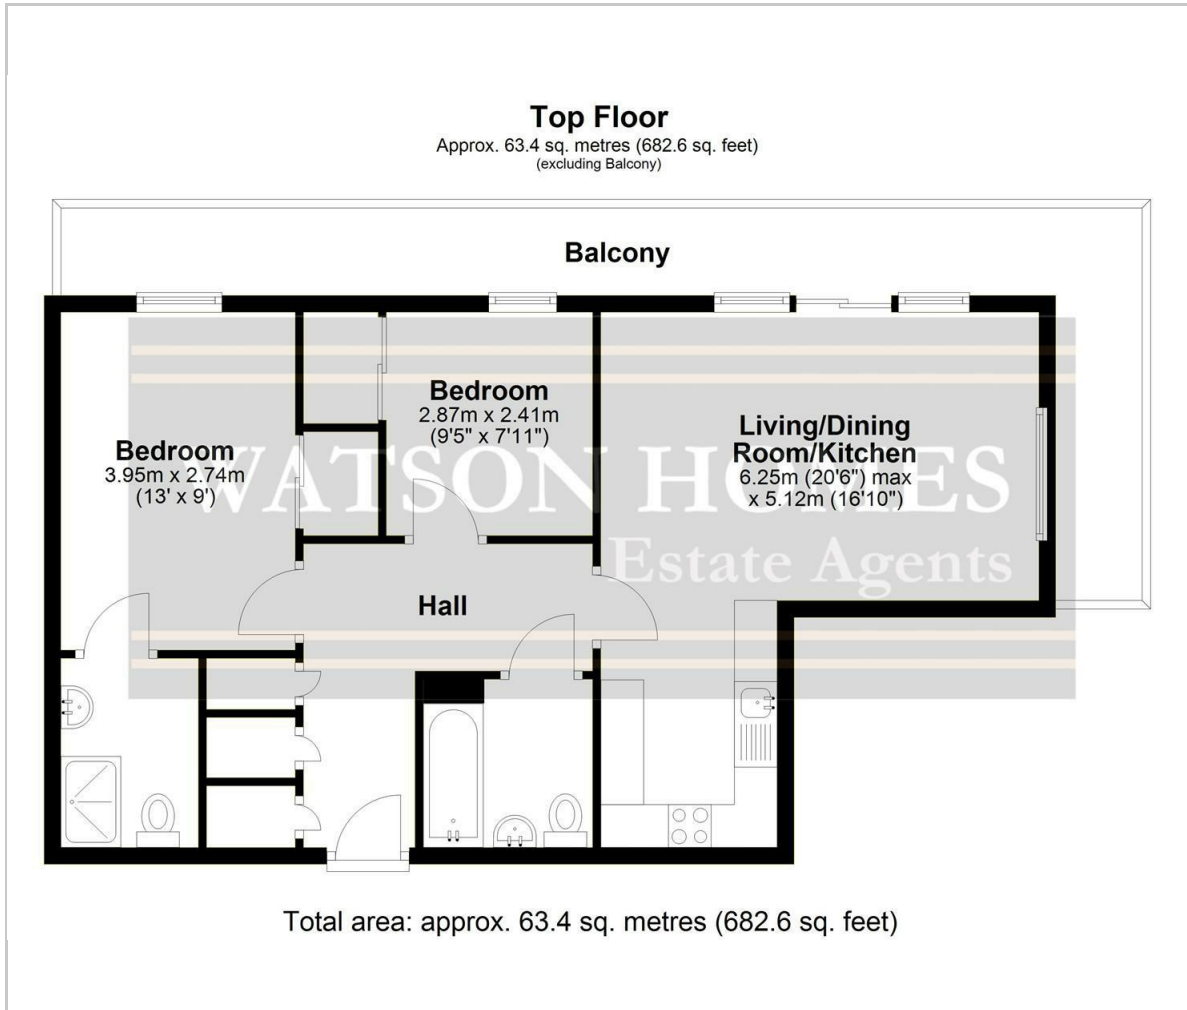 Top Floor
Approx. 63.4 sq. metres (682.6 sq. feet)
(excluding Balcony)
Balcony
Bedroom
2.87m x 2.41m
(9'5" x 7'11")
Living/Dining
Room/Kitchen
6.25m (20'6") max
x 5.12m (16'10")
Bedroom
3.95m x 2.74m
(13' x 9')
WATSON HOMES
Estate Agents
Hall
Total area: approx. 63.4 sq. metres (682.6 sq. feet)